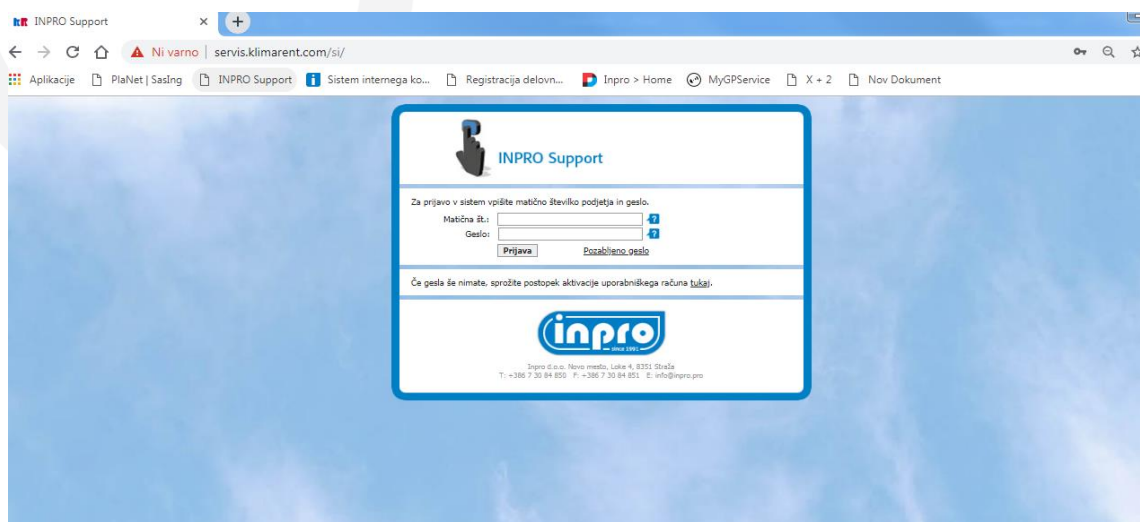 INPRO Support
Ni varno | servis.klimarent.com/si/
Aplikacije PlaNet | SasIng INPRO Support Sistem internega ko... Registracija delovn... Inpro > Home MyGPService X + 2 Nov Dokument
INPRO Support
Za prijavo v sistem vpišite matično številko podjetja in geslo.
Matična št.:
Geslo:
Prijava Pozabljeno geslo
Če gesla še nimate, sprožite postopek aktivacije uporabniškega računa tukaj.
inpro
since 1991
Inpro d.o.o. Novo mesto, Loke 4, 8351 Straža
T: +386 7 30 84 850 F: +386 7 30 84 851 E: info@inpro.pro